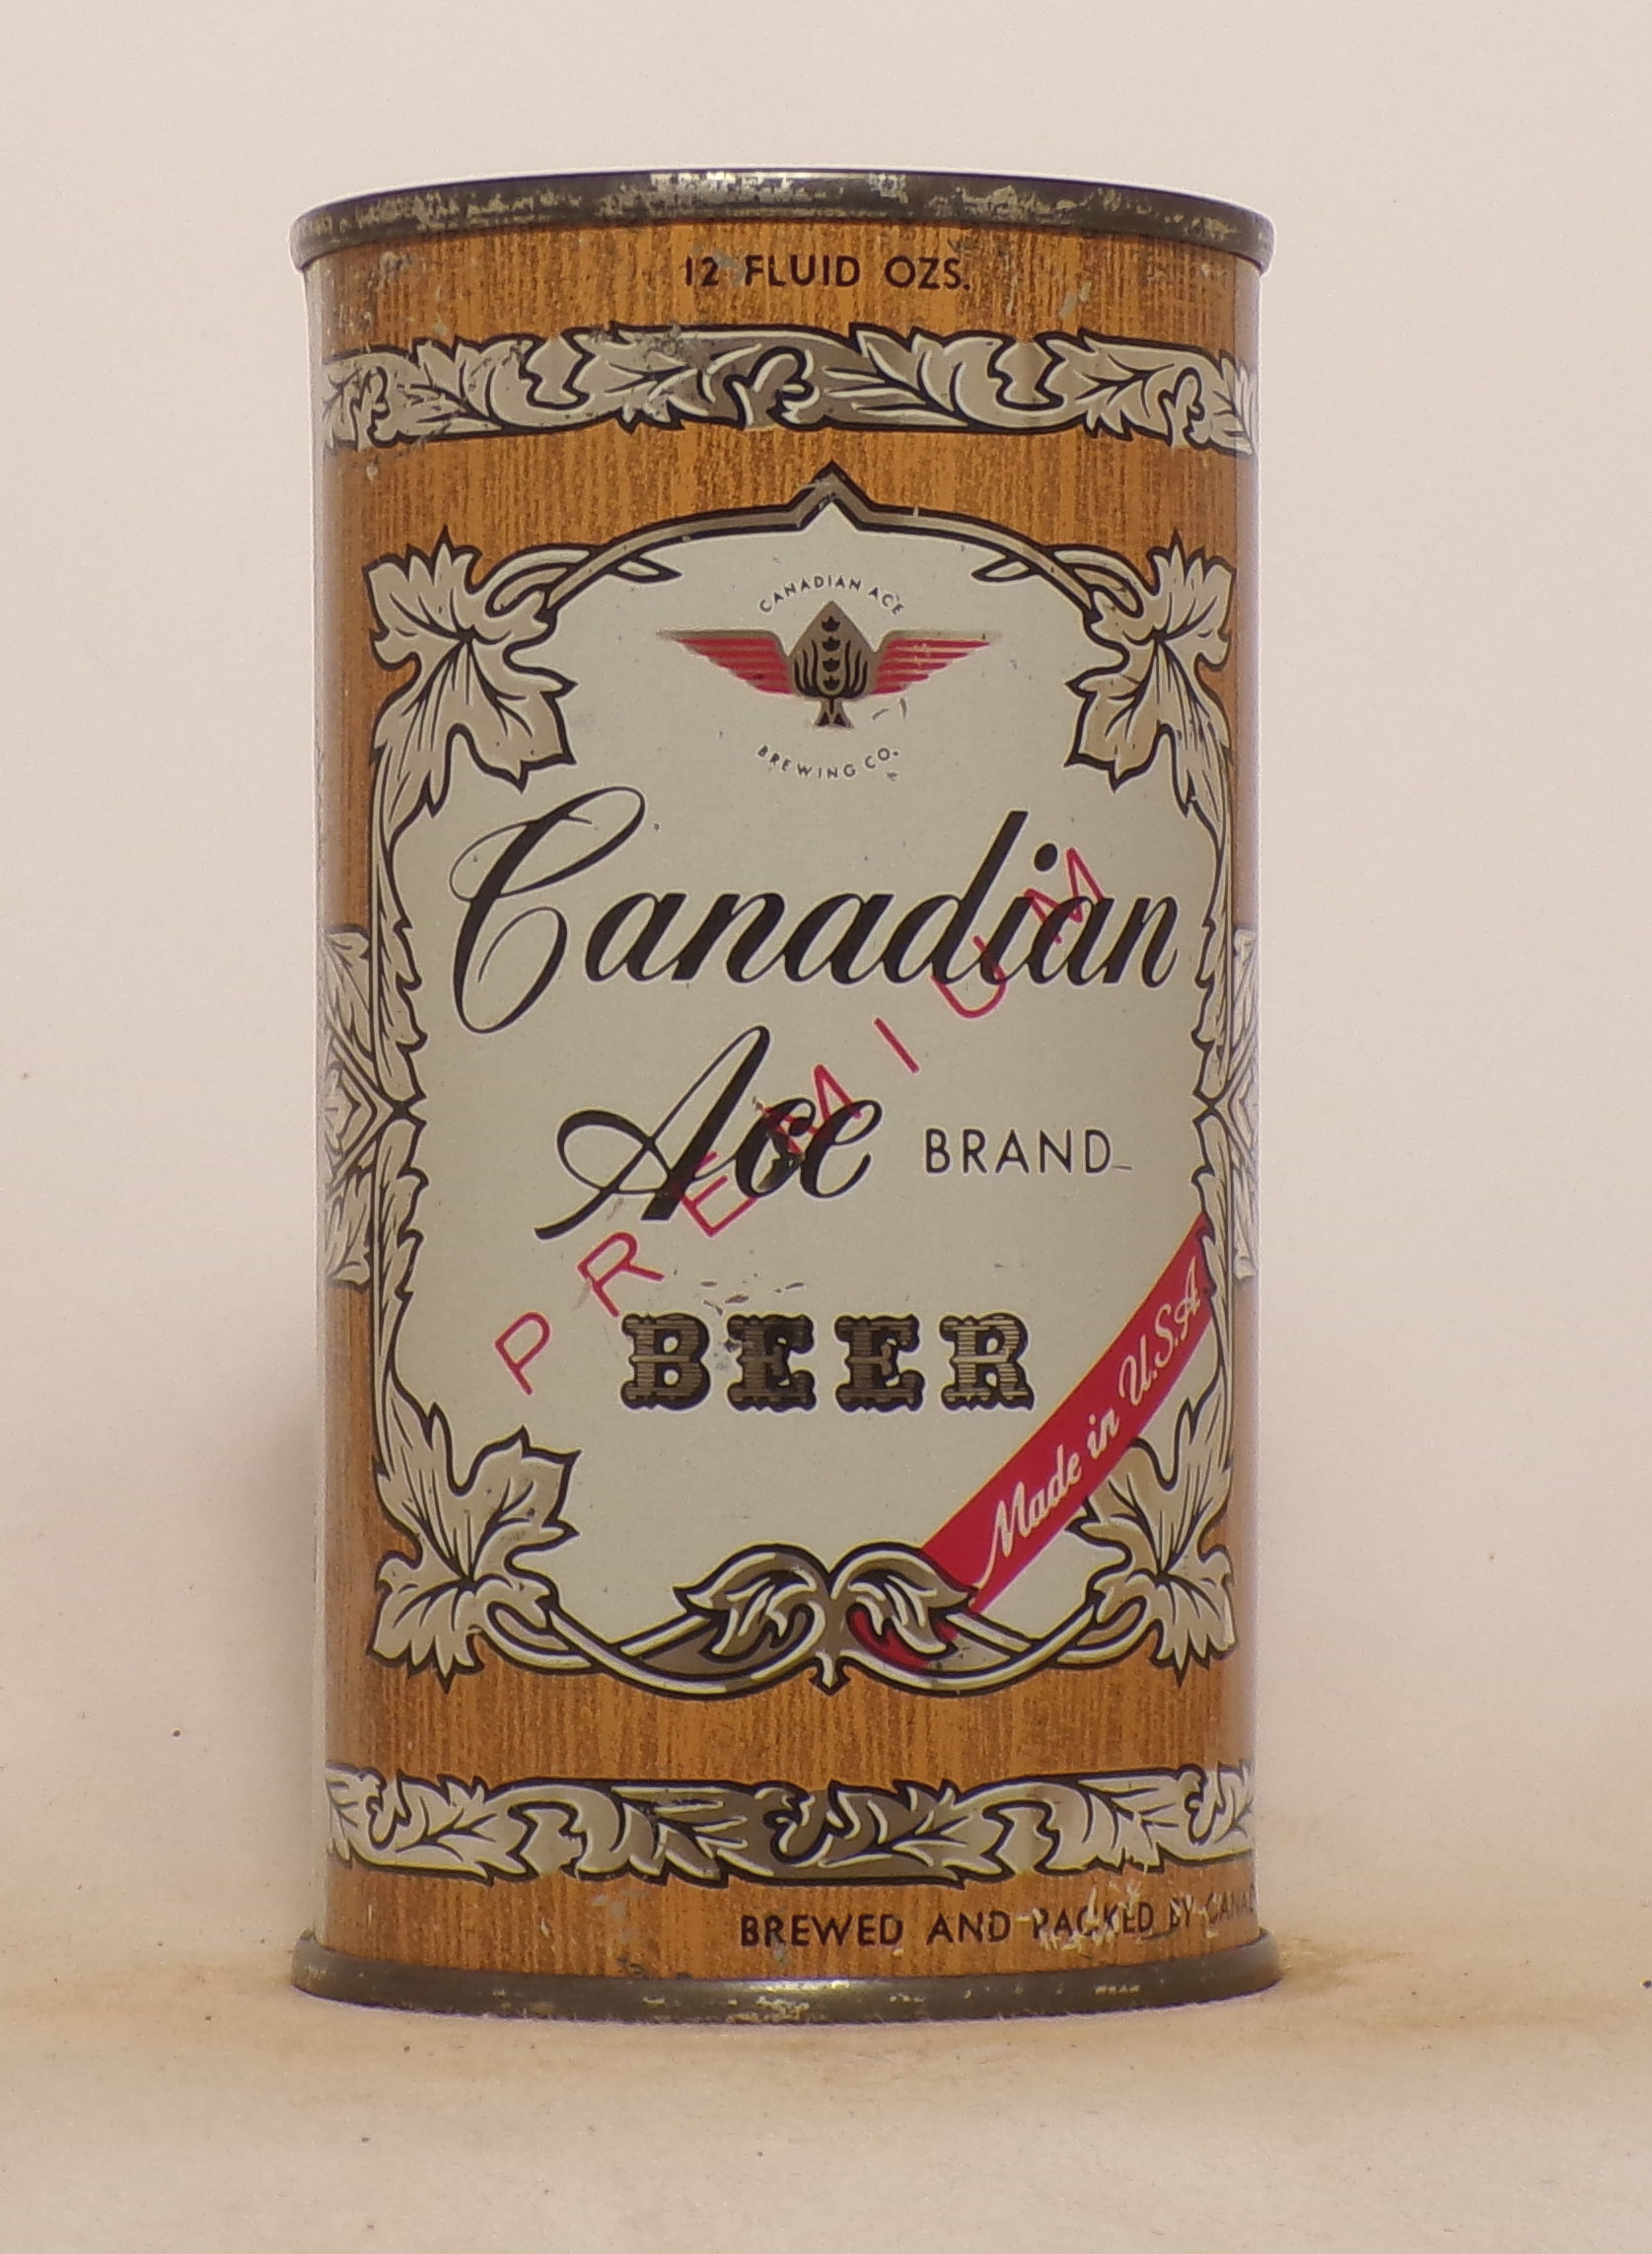 12 FLUID OZS.
CANADIAN ACE
BREWING CO.
Canadian
Ace BRAND
PREMIUM
BEER
Made in U.S.A.
BREWED AND PACKED BY